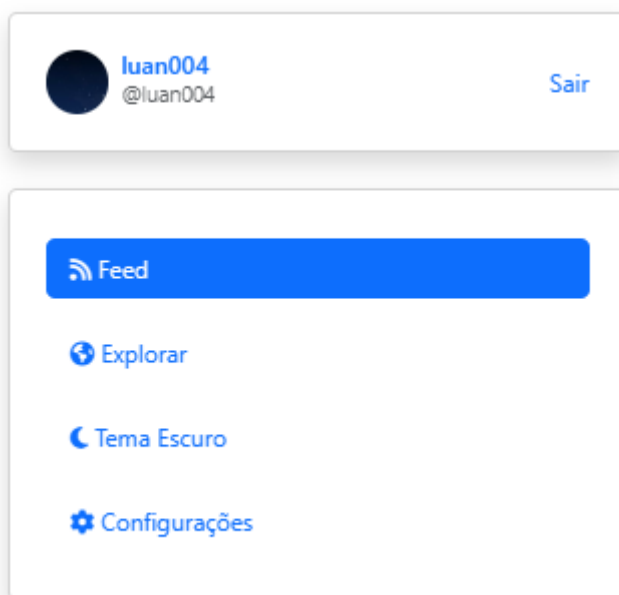 luan004
@luan004
Sair
Feed
Explorar
Tema Escuro
Configurações